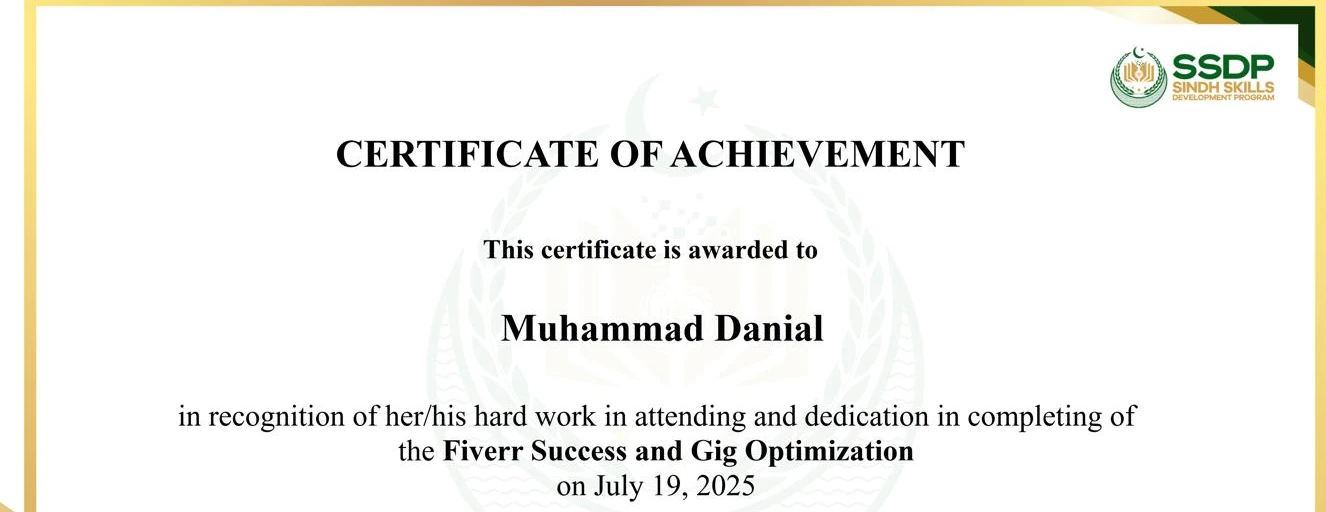 SSDP
SINDH SKILLS
DEVELOPMENT PROGRAM
CERTIFICATE OF ACHIEVEMENT
This certificate is awarded to
Muhammad Danial
in recognition of her/his hard work in attending and dedication in completing of
the Fiverr Success and Gig Optimization
on July 19, 2025